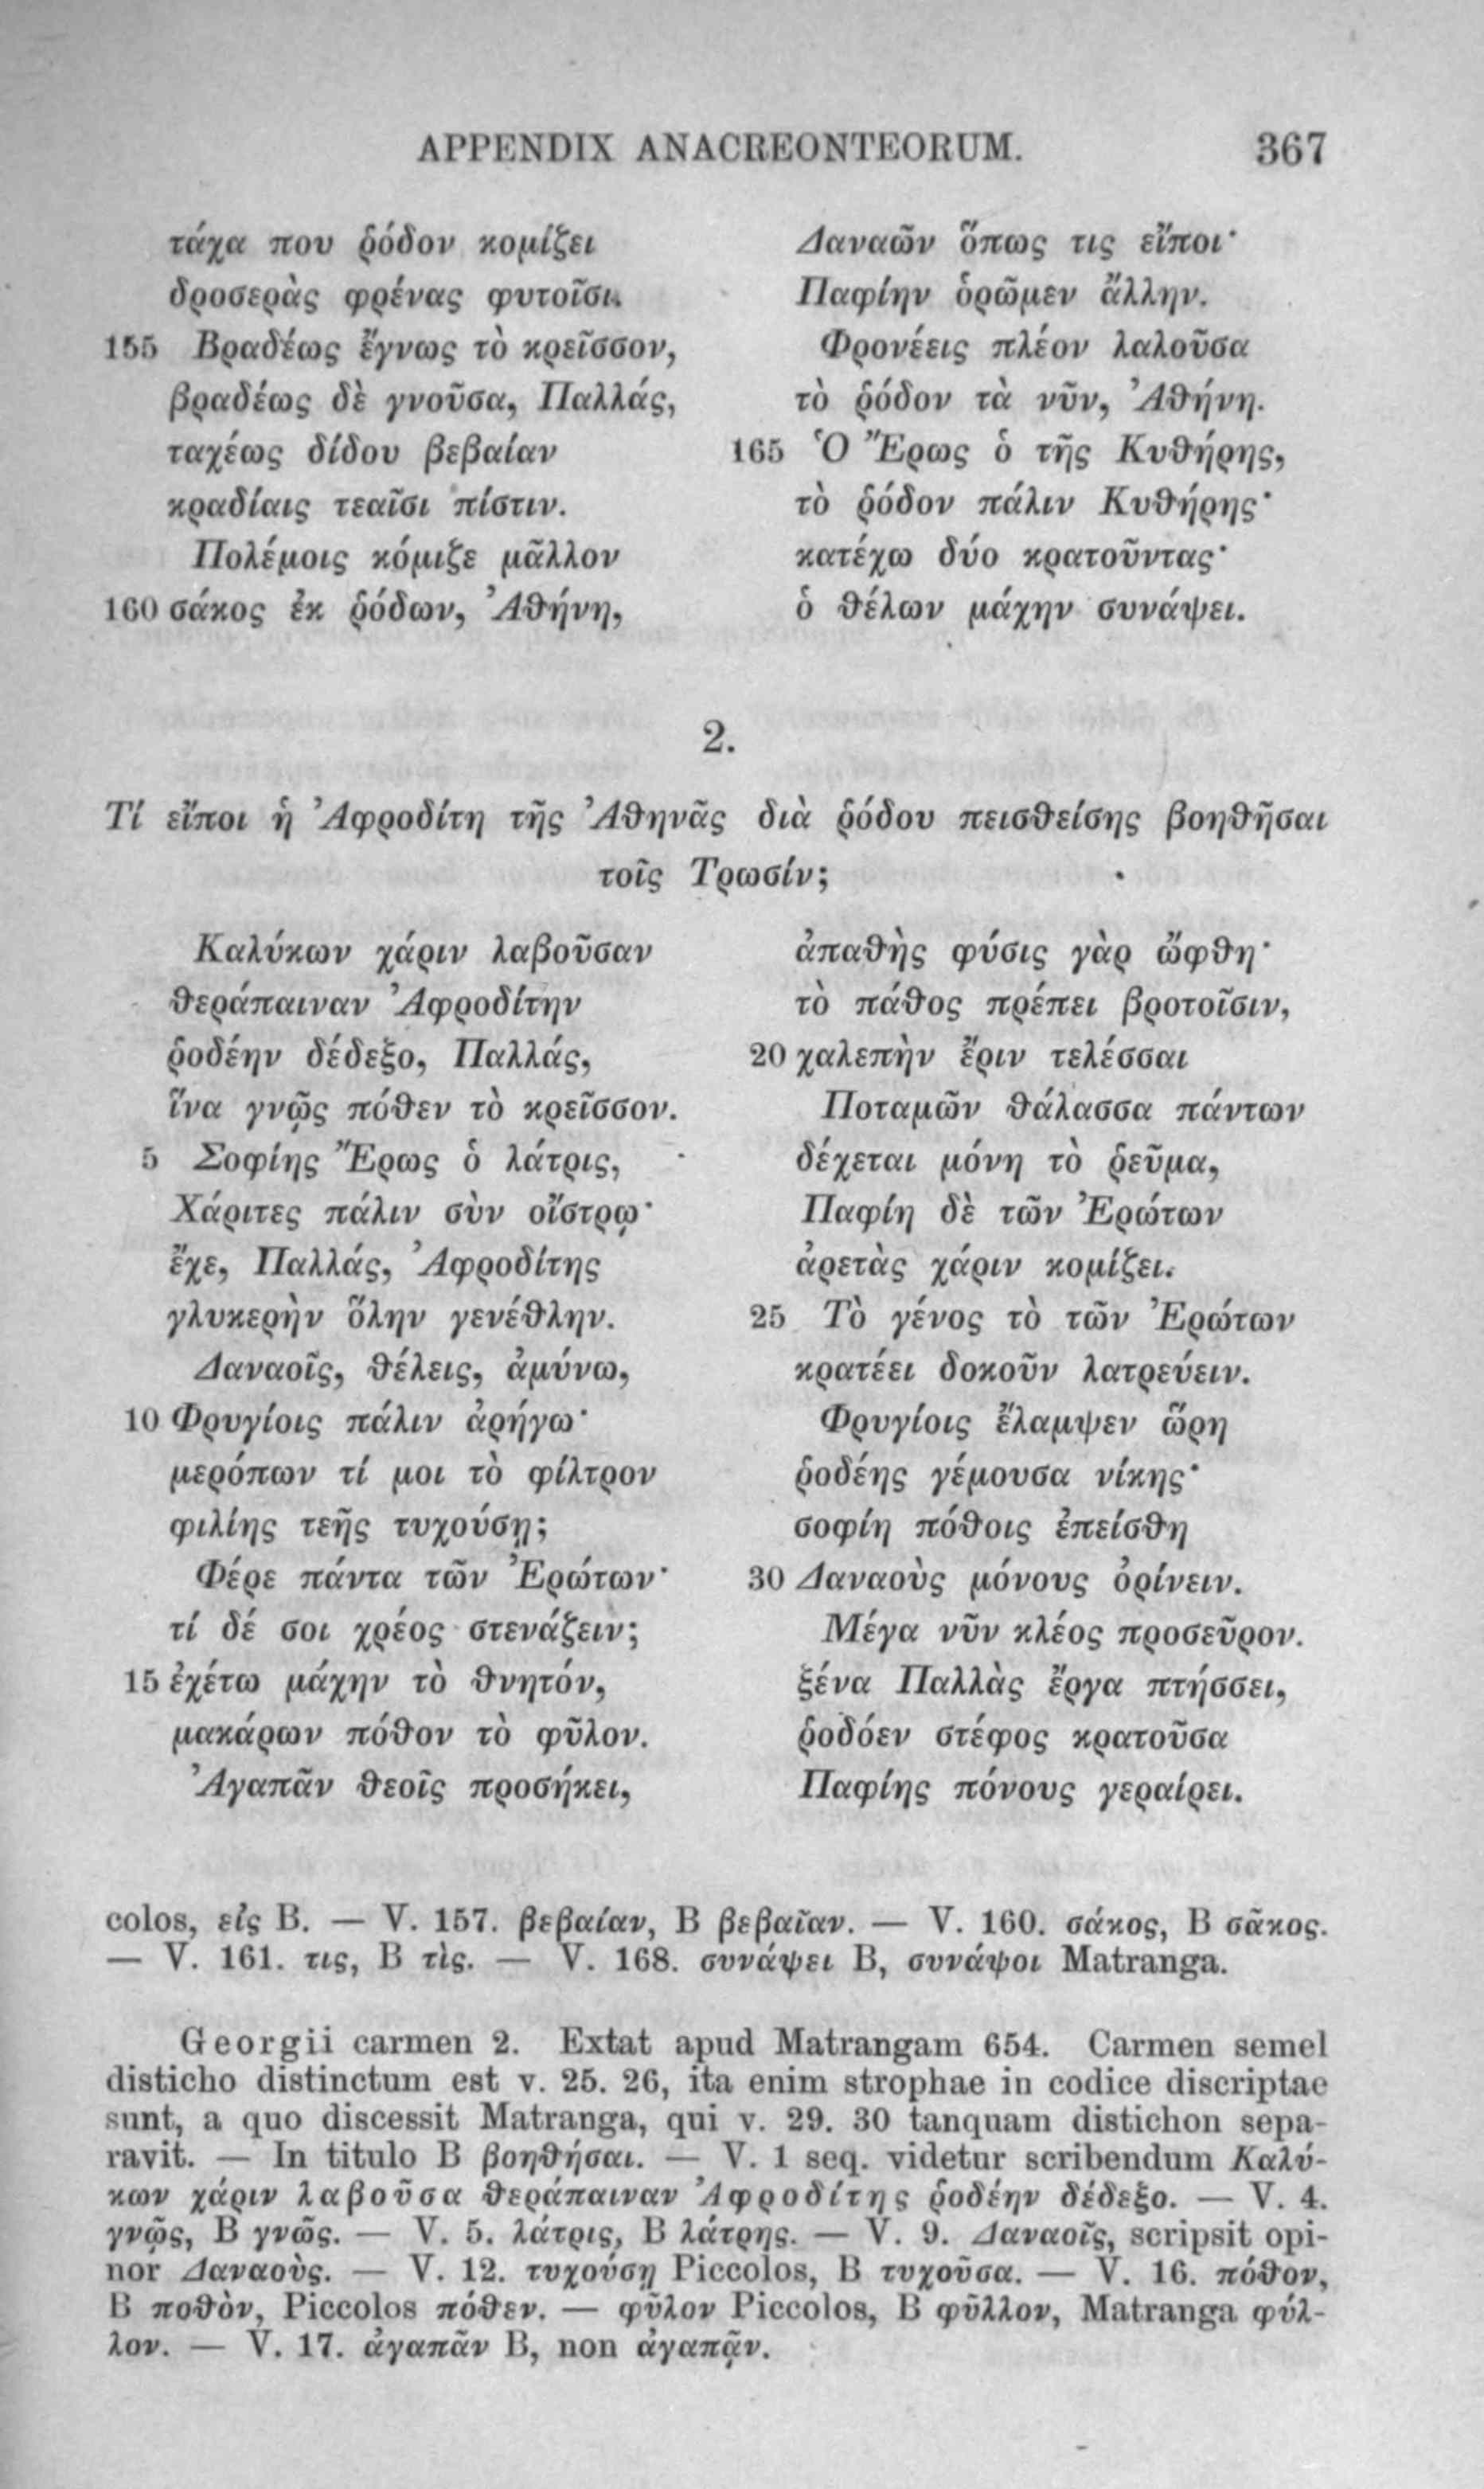 APPENDIX ANACREONTEORUM. 367
τάχα που ῥόδον κομίζει
δροσερὰς φρένας φυτοῖσι.
155 Βραδέως ἔγνως τὸ κρεῖσσον,
βραδέως δὲ γνοῦσα, Παλλάς,
ταχέως δίδου βεβαίαν
κραδίαις τεαῖσι πίστιν.
Πολέμοις κόμιζε μᾶλλον
160 σάκος ἐκ ῥόδων, Ἀθήνη,
Δαναῶν ὅπως τις εἴποι·
Παφίην ὁρῶμεν ἄλλην.
Φρονέεις πλέον λαλοῦσα
τὸ ῥόδον τὰ νῦν, Ἀθήνη.
165 Ὁ Ἔρως ὁ τῆς Κυθήρης,
τὸ ῥόδον πάλιν Κυθήρης·
κατέχω δύο κρατοῦντας·
ὁ θέλων μάχην συνάψει.
2.
Τί εἴποι ἡ Ἀφροδίτη τῆς Ἀθηνᾶς διὰ ῥόδου πεισθείσης βοηθῆσαι
τοῖς Τρωσίν;
Καλύκων χάριν λαβοῦσαν
θεράπαιναν Ἀφροδίτην
ῥοδέην δέδεξο, Παλλάς,
ἵνα γνῷς πόθεν τὸ κρεῖσσον.
5 Σοφίης Ἔρως ὁ λάτρις,
Χάριτες πάλιν σὺν οἴστρῳ·
ἔχε, Παλλάς, Ἀφροδίτης
γλυκερὴν ὅλην γενέθλην.
Δαναοῖς, θέλεις, ἀμύνω,
10 Φρυγίοις πάλιν ἀρήγω·
μερόπων τί μοι τὸ φίλτρον
φιλίης τεῆς τυχούσῃ;
Φέρε πάντα τῶν Ἐρώτων·
τί δέ σοι χρέος στενάζειν;
15 ἐχέτω μάχην τὸ θνητόν,
μακάρων πόθον τὸ φῦλον.
Ἀγαπᾶν θεοῖς προσήκει,
ἀπαθὴς φύσις γὰρ ὤφθη·
τὸ πάθος πρέπει βροτοῖσιν,
20 χαλεπὴν ἔριν τελέσσαι
Ποταμῶν θάλασσα πάντων
δέχεται μόνη τὸ ῥεῦμα,
Παφίη δὲ τῶν Ἐρώτων
ἀρετὰς χάριν κομίζει.
25 Τὸ γένος τὸ τῶν Ἐρώτων
κρατέει δοκοῦν λατρεύειν.
Φρυγίοις ἔλαμψεν ὥρη
ῥοδέης γέμουσα νίκης·
σοφίη πόθοις ἐπείσθη
30 Δαναοὺς μόνους ὀρίνειν.
Μέγα νῦν κλέος προσεῦρον.
ξένα Παλλὰς ἔργα πτήσσει,
ῥοδόεν στέφος κρατοῦσα
Παφίης πόνους γεραίρει.
colos, εἰς B. — V. 157. βεβαίαν, B βεβαῖαν. — V. 160. σάκος, B σᾶκος.
— V. 161. τις, B τὶς. — V. 168. συνάψει B, συνάψοι Matranga.
Georgii carmen 2. Extat apud Matrangam 654. Carmen semel
disticho distinctum est v. 25. 26, ita enim strophae in codice discriptae
sunt, a quo discessit Matranga, qui v. 29. 30 tanquam distichon sepa-
ravit. — In titulo B βοηθήσαι. — V. 1 seq. videtur scribendum Καλύ-
κων χάριν λαβοῦσα θεράπαιναν Ἀφροδίτης ῥοδέην δέδεξο. — V. 4.
γνῷς, B γνῶς. — V. 5. λάτρις, B λάτρης. — V. 9. Δαναοῖς, scripsit opi-
nor Δαναοὺς. — V. 12. τυχούσῃ Piccolos, B τυχοῦσα. — V. 16. πόθον,
B ποθὸν, Piccolos πόθεν. — φῦλον Piccolos, B φῦλλον, Matranga φύλ-
λον. — V. 17. ἀγαπᾶν B, non ἀγαπᾷν.